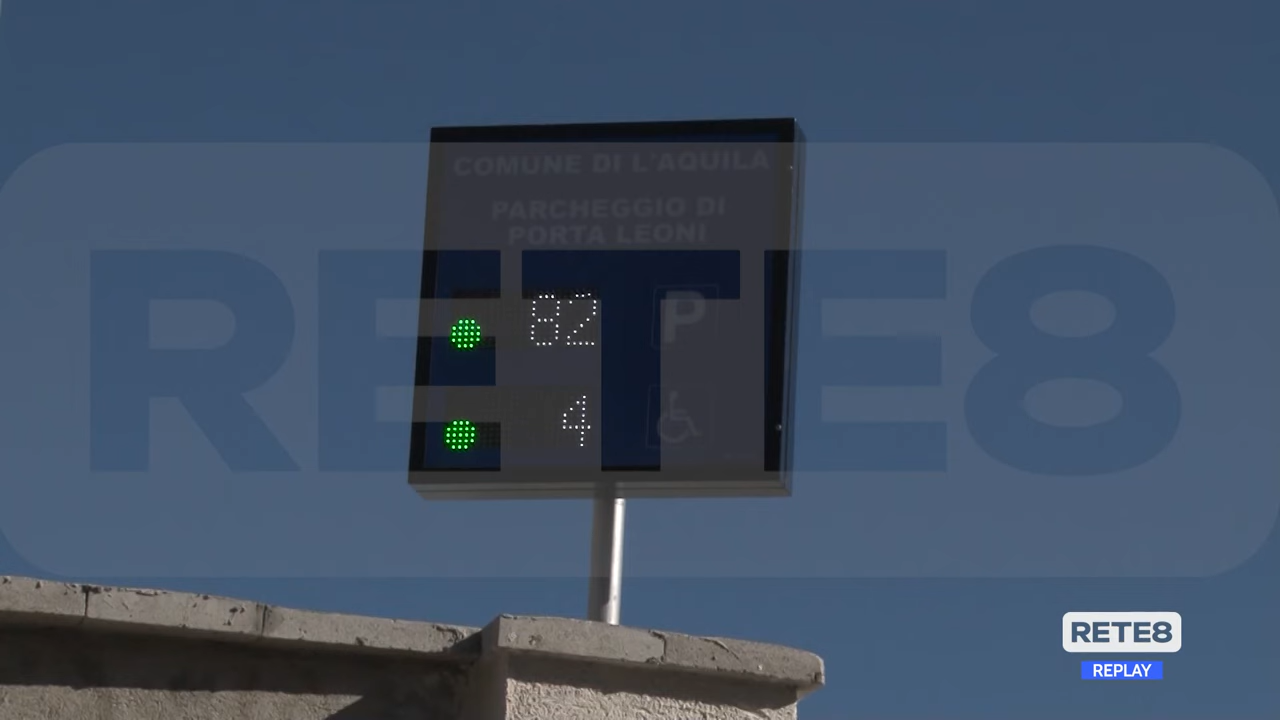 COMUNE DI L'AQUILA
PARCHEGGIO DI
PORTA LEONI
RETE8
82 P
4
RETE8
REPLAY